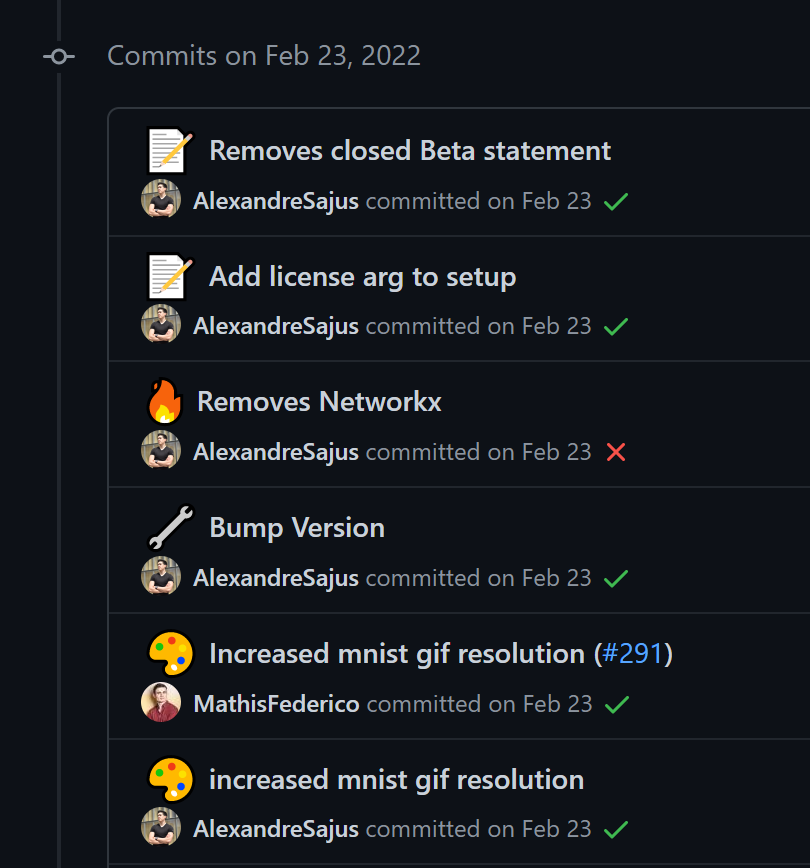 Commits on Feb 23, 2022
Removes closed Beta statement
AlexandreSajus committed on Feb 23
Add license arg to setup
AlexandreSajus committed on Feb 23
Removes Networkx
AlexandreSajus committed on Feb 23
Bump Version
AlexandreSajus committed on Feb 23
Increased mnist gif resolution (#291)
MathisFederico committed on Feb 23
increased mnist gif resolution
AlexandreSajus committed on Feb 23